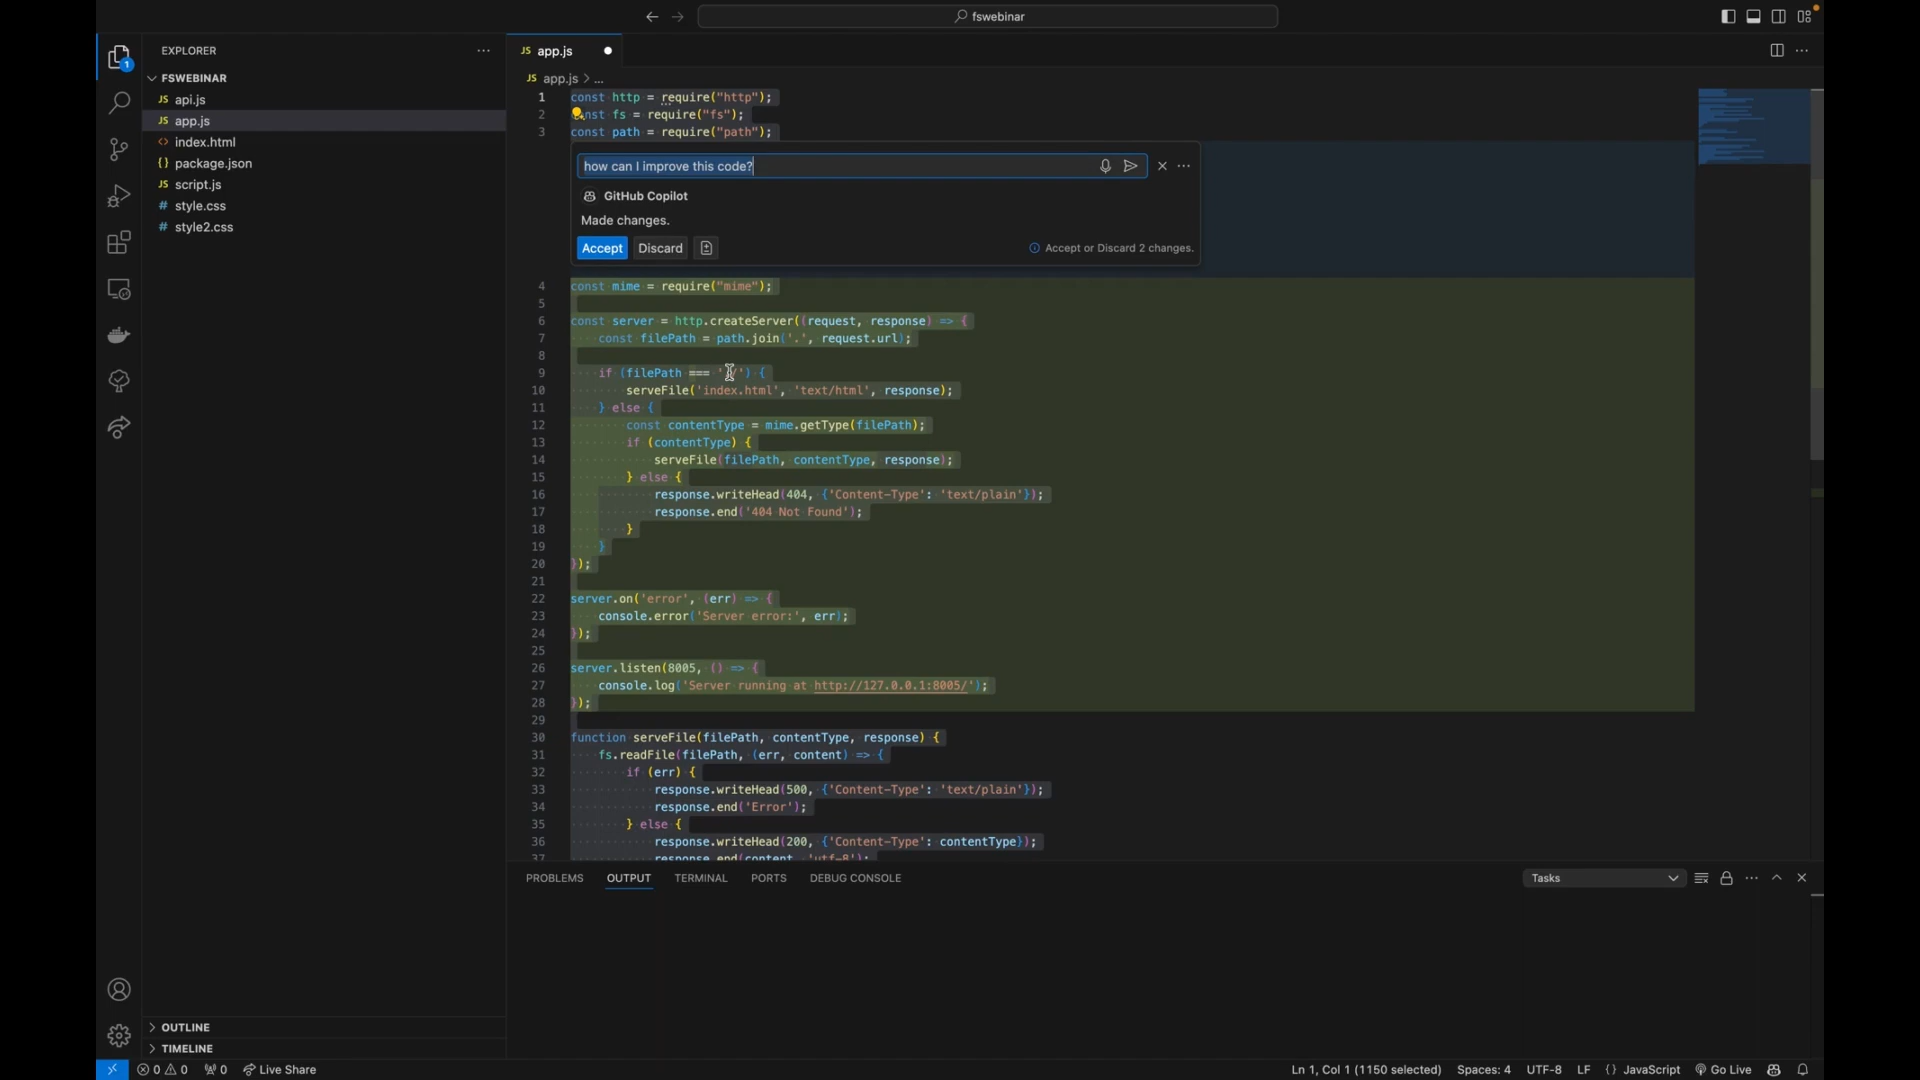 fswebinar
EXPLORER
FSWEBINAR
JS api.js
JS app.js
<> index.html
{} package.json
JS script.js
# style.css
# style2.css
OUTLINE
TIMELINE
JS app.js
JS app.js > ...
1 const http = require("http");
2 nst fs = require("fs");
3 const path = require("path");
how can I improve this code?
GitHub Copilot
Made changes.
Accept Discard Accept or Discard 2 changes.
4 const mime = require("mime");
5
6 const server = http.createServer((request, response) => {
7 const filePath = path.join('.', request.url);
8
9 if (filePath === './') {
10 serveFile('index.html', 'text/html', response);
11 } else {
12 const contentType = mime.getType(filePath);
13 if (contentType) {
14 serveFile(filePath, contentType, response);
15 } else {
16 response.writeHead(404, {'Content-Type': 'text/plain'});
17 response.end('404 Not Found');
18 }
19 }
20 });
21
22 server.on('error', (err) => {
23 console.error('Server error:', err);
24 });
25
26 server.listen(8005, () => {
27 console.log('Server running at http://127.0.0.1:8005/');
28 });
29
30 function serveFile(filePath, contentType, response) {
31 fs.readFile(filePath, (err, content) => {
32 if (err) {
33 response.writeHead(500, {'Content-Type': 'text/plain'});
34 response.end('Error');
35 } else {
36 response.writeHead(200, {'Content-Type': contentType});
37 response.end(content, 'utf-8');
PROBLEMS OUTPUT TERMINAL PORTS DEBUG CONSOLE Tasks
1
0 0 0 Live Share Ln 1, Col 1 (1150 selected) Spaces: 4 UTF-8 LF {} JavaScript Go Live